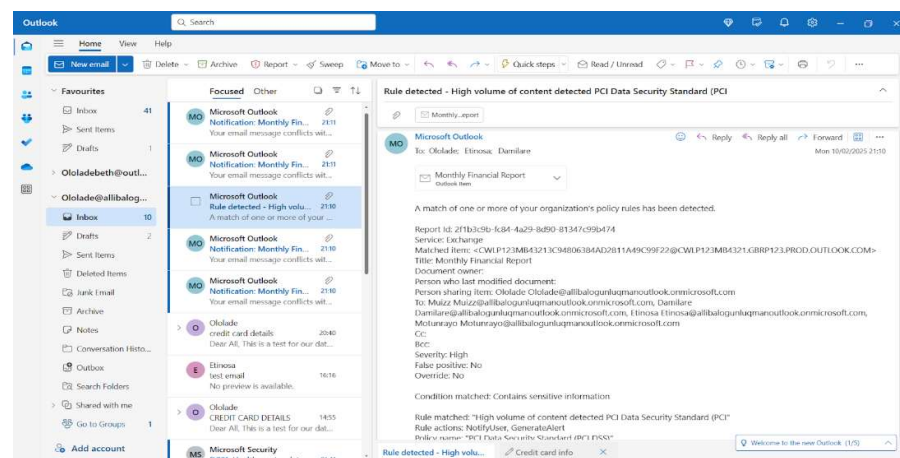 Outlook
Search
Home View Help
New email Delete Archive Report Sweep Move to Quick steps Read / Unread
Favourites
Inbox 41
Sent Items
Drafts 1
Ololadebeth@outl...
Ololade@allibalog...
Inbox 10
Drafts 2
Sent Items
Deleted Items
Junk Email
Archive
Notes
Conversation Histo...
Outbox
Search Folders
Shared with me
Go to Groups 1
Add account
Focused Other
MO Microsoft Outlook
Notification: Monthly Fin... 21:11
Your email message conflicts wit...
MO Microsoft Outlook
Notification: Monthly Fin... 21:11
Your email message conflicts wit...
Microsoft Outlook
Rule detected - High volu... 21:10
A match of one or more of your ...
MO Microsoft Outlook
Notification: Monthly Fin... 21:10
Your email message conflicts wit...
MO Microsoft Outlook
Notification: Monthly Fin... 21:10
Your email message conflicts wit...
O Ololade
credit card details 20:40
Dear All, This is a test for our dat...
E Etinosa
test email 16:16
No preview is available.
O Ololade
CREDIT CARD DETAILS 14:55
Dear All, This is a test for our dat...
MS Microsoft Security
Rule detected - High volume of content detected PCI Data Security Standard (PCI
Monthly...eport
MO Microsoft Outlook
Reply Reply all Forward
To: Ololade; Etinosa; Damilare
Mon 10/02/2025 21:10
Monthly Financial Report
Outlook item
A match of one or more of your organization's policy rules has been detected.
Report Id: 2f1b3c9b-fc84-4a29-8d90-81347c99b474
Service: Exchange
Matched item: <CWLP123MB43213C94806384AD2811A49C99F22@CWLP123MB4321.GBRP123.PROD.OUTLOOK.COM>
Title: Monthly Financial Report
Document owner:
Person who last modified document:
Person sharing item: Ololade Ololade@allibalogunluqmanoutlook.onmicrosoft.com
To: Muizz Muizz@allibalogunluqmanoutlook.onmicrosoft.com, Damilare
Damilare@allibalogunluqmanoutlook.onmicrosoft.com, Etinosa Etinosa@allibalogunluqmanoutlook.onmicrosoft.com,
Motunrayo Motunrayo@allibalogunluqmanoutlook.onmicrosoft.com
Cc:
Bcc:
Severity: High
False positive: No
Override: No
Condition matched: Contains sensitive information
Rule matched: "High volume of content detected PCI Data Security Standard (PCI"
Rule actions: NotifyUser, GenerateAlert
Policy name: "PCI Data Security Standard (PCI DSS)"
Welcome to the new Outlook (1/5)
Rule detected - High volu... Credit card info